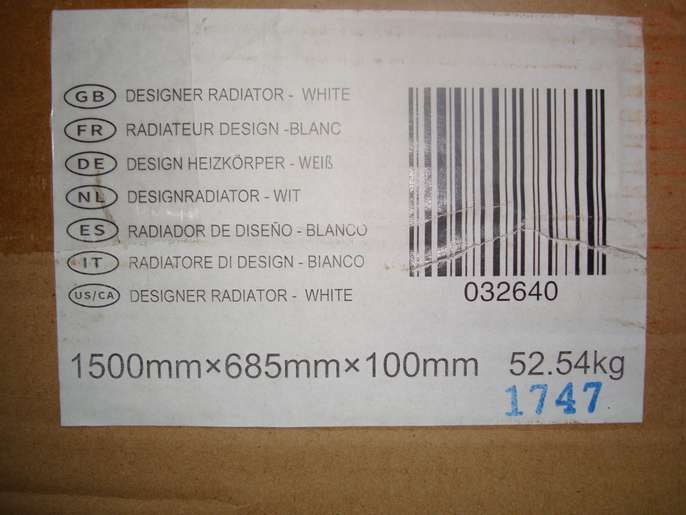 GB DESIGNER RADIATOR - WHITE
FR RADIATEUR DESIGN -BLANC
DE DESIGN HEIZKÖRPER - WEIß
NL DESIGNRADIATOR - WIT
ES RADIADOR DE DISEÑO - BLANCO
IT RADIATORE DI DESIGN - BIANCO
US/CA DESIGNER RADIATOR - WHITE
032640
1500mm×685mm×100mm 52.54kg
1747